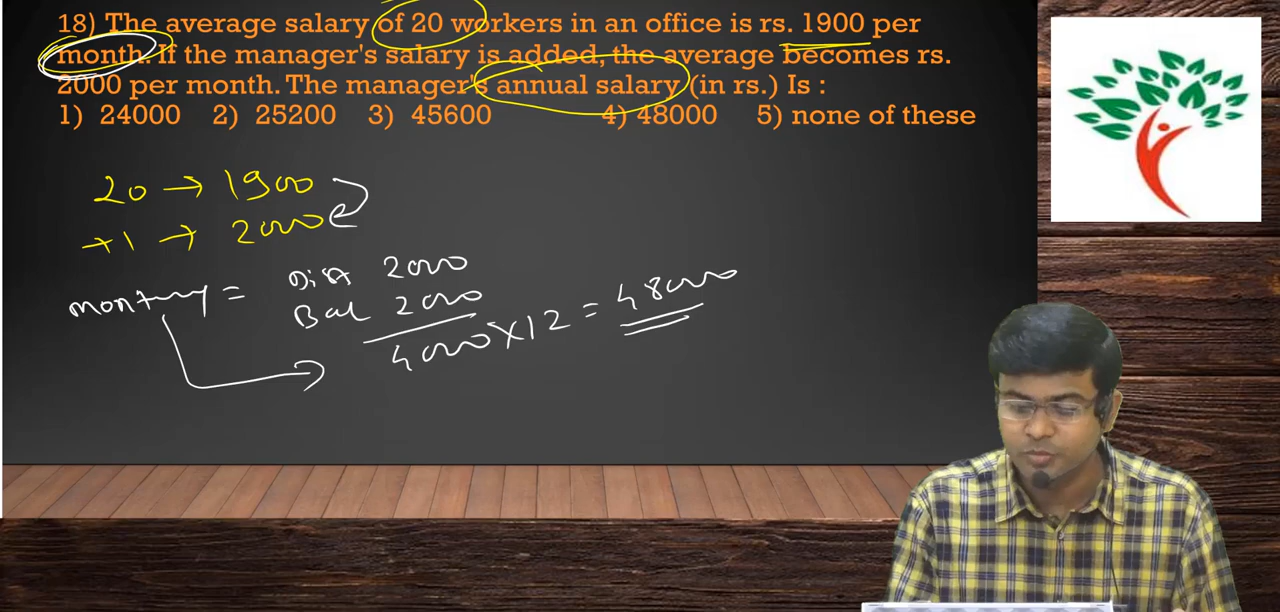 18) The average salary of 20 workers in an office is rs. 1900 per
month. If the manager's salary is added, the average becomes rs.
2000 per month. The manager's annual salary (in rs.) Is :
1) 24000 2) 25200 3) 45600 4) 48000 5) none of these
20 → 1900
+1 → 2000
Dist 2000
monthly = Bal 2000
4000 x 12 = 48000